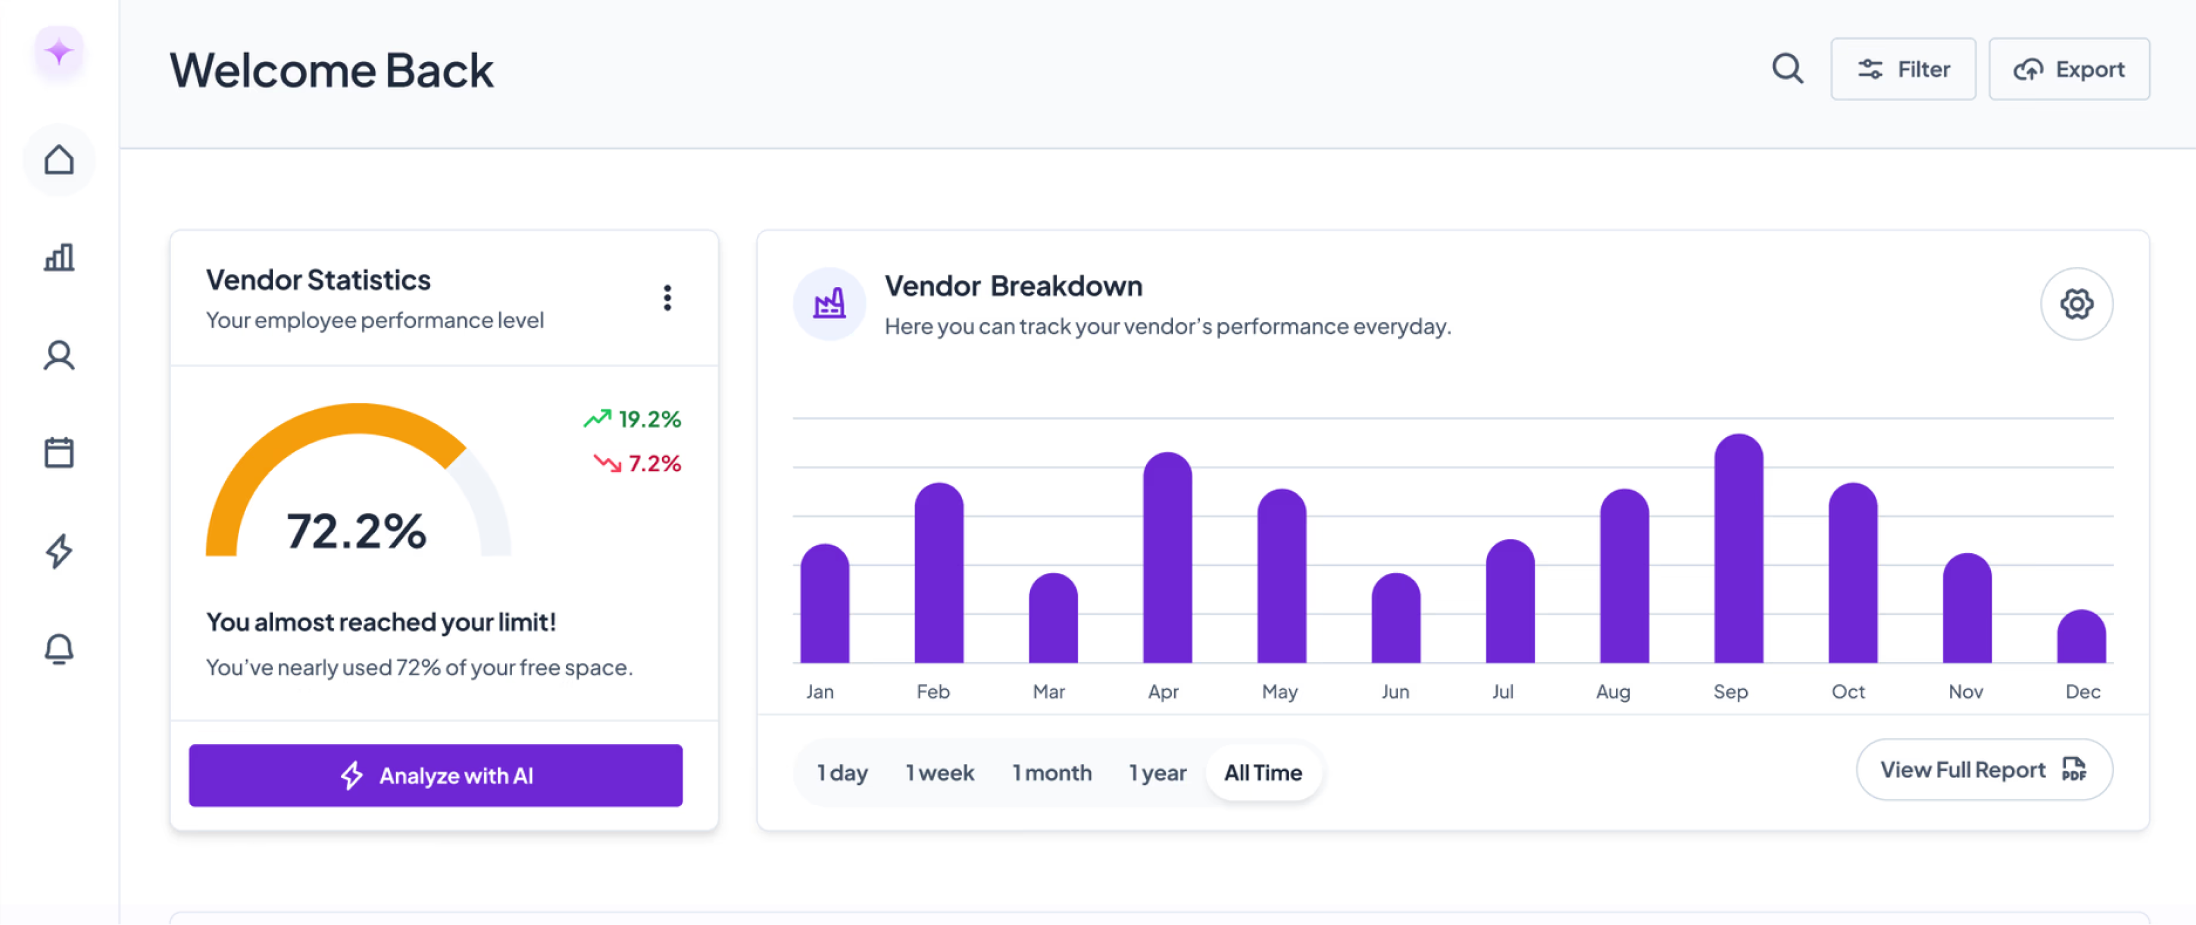 Welcome Back
Filter
Export
Vendor Statistics
Your employee performance level
19.2%
7.2%
72.2%
You almost reached your limit!
You’ve nearly used 72% of your free space.
Analyze with AI
Vendor Breakdown
Here you can track your vendor’s performance everyday.
Jan Feb Mar Apr May Jun Jul Aug Sep Oct Nov Dec
1 day 1 week 1 month 1 year All Time
View Full Report PDF